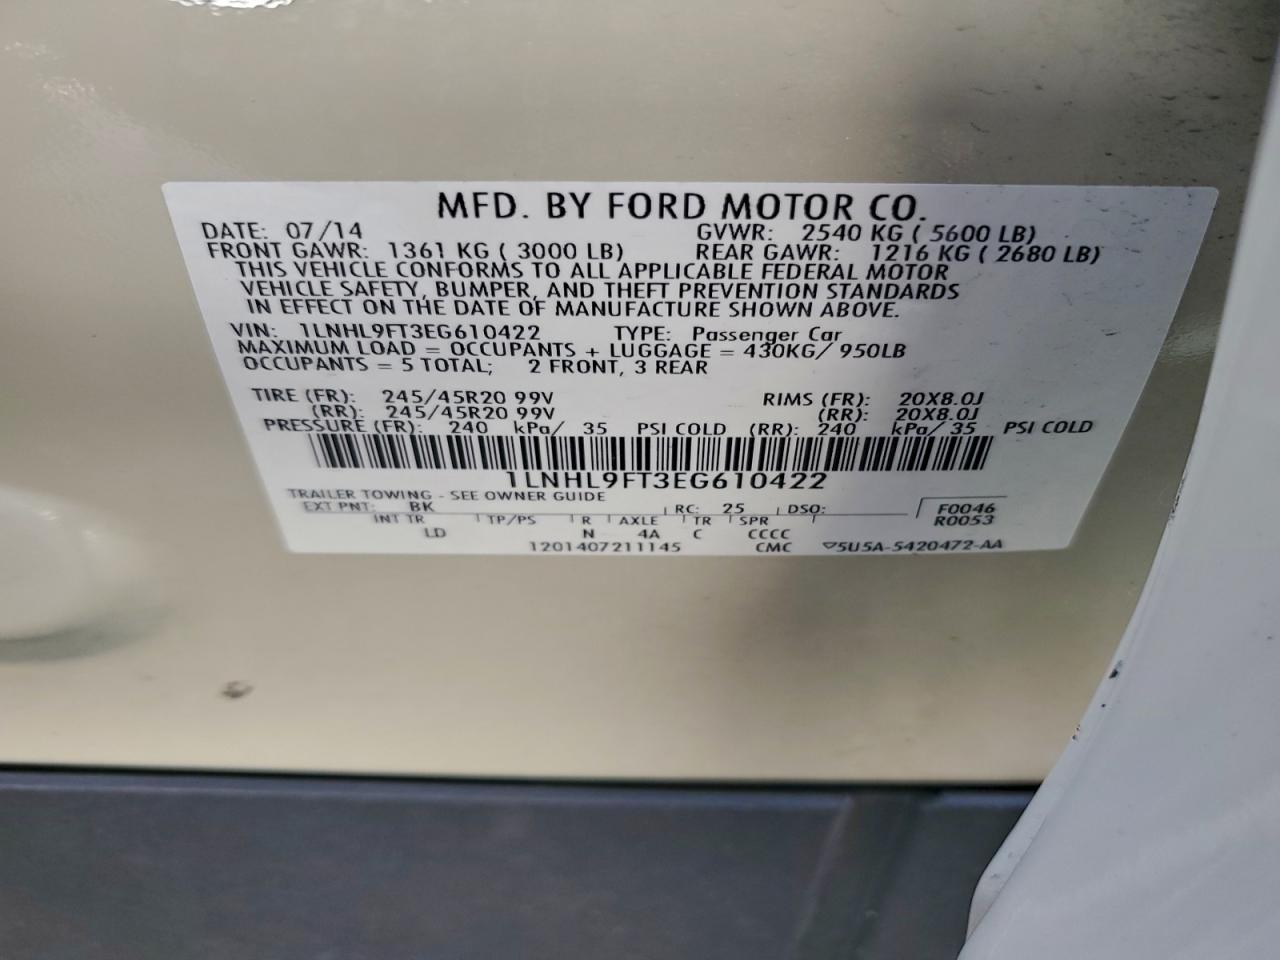 MFD. BY FORD MOTOR CO.
DATE: 07/14 GVWR: 2540 KG ( 5600 LB)
FRONT GAWR: 1361 KG ( 3000 LB) REAR GAWR: 1216 KG ( 2680 LB)
THIS VEHICLE CONFORMS TO ALL APPLICABLE FEDERAL MOTOR
VEHICLE SAFETY, BUMPER, AND THEFT PREVENTION STANDARDS
IN EFFECT ON THE DATE OF MANUFACTURE SHOWN ABOVE.
VIN: 1LNHL9FT3EG610422 TYPE: Passenger Car
MAXIMUM LOAD = OCCUPANTS + LUGGAGE = 430KG/ 950LB
OCCUPANTS = 5 TOTAL; 2 FRONT, 3 REAR
TIRE (FR): 245/45R20 99V RIMS (FR): 20X8.0J
(RR): 245/45R20 99V (RR): 20X8.0J
PRESSURE (FR): 240 kPa/ 35 PSI COLD (RR): 240 kPa/ 35 PSI COLD
1LNHL9FT3EG610422
TRAILER TOWING - SEE OWNER GUIDE
EXT PNT: BK RC: 25 DSO: F0046
INT TR TP/PS R AXLE TR SPR R0053
LD N 4A C CCCC
1201407211145 CMC ▽5U5A-5420472-AA